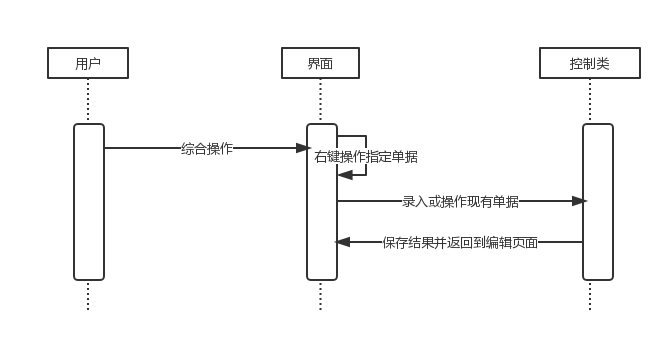 用户
界面
控制类
综合操作
右键操作指定单据
录入或操作现有单据
保存结果并返回到编辑页面